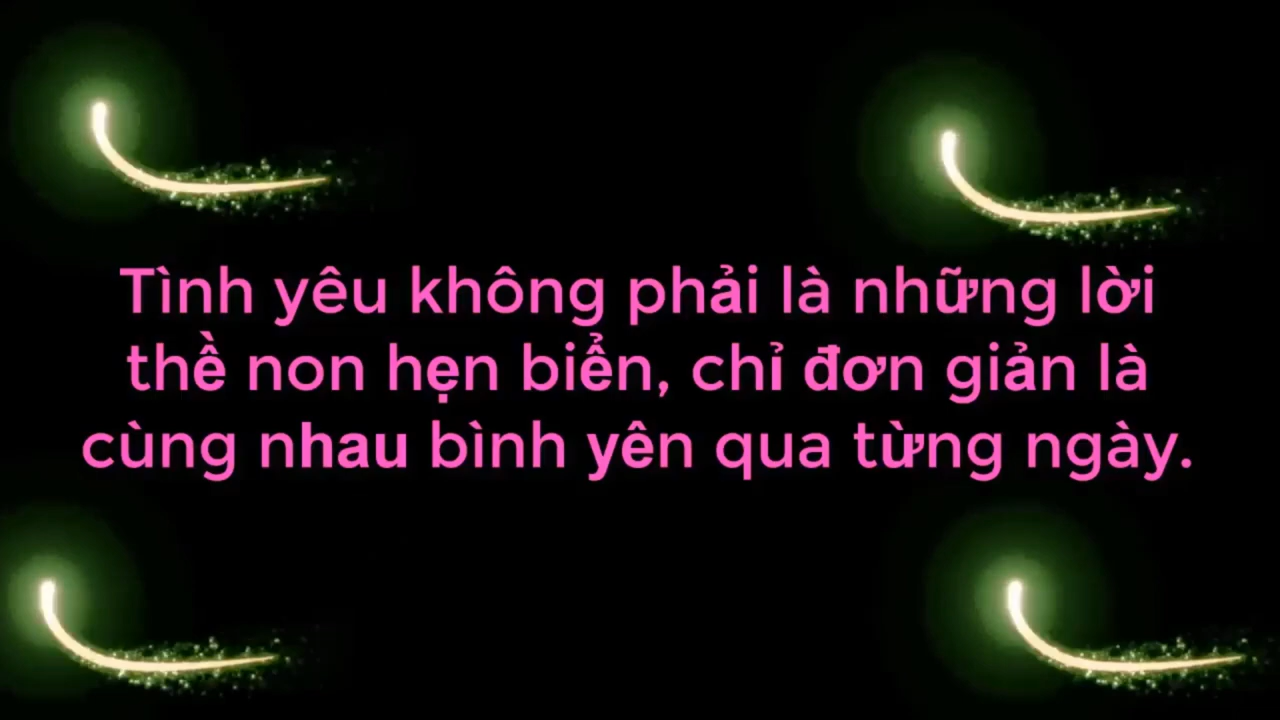 Tình yêu không phải là những lời
thề non hẹn biển, chỉ đơn giản là
cùng nhau bình yên qua từng ngày.